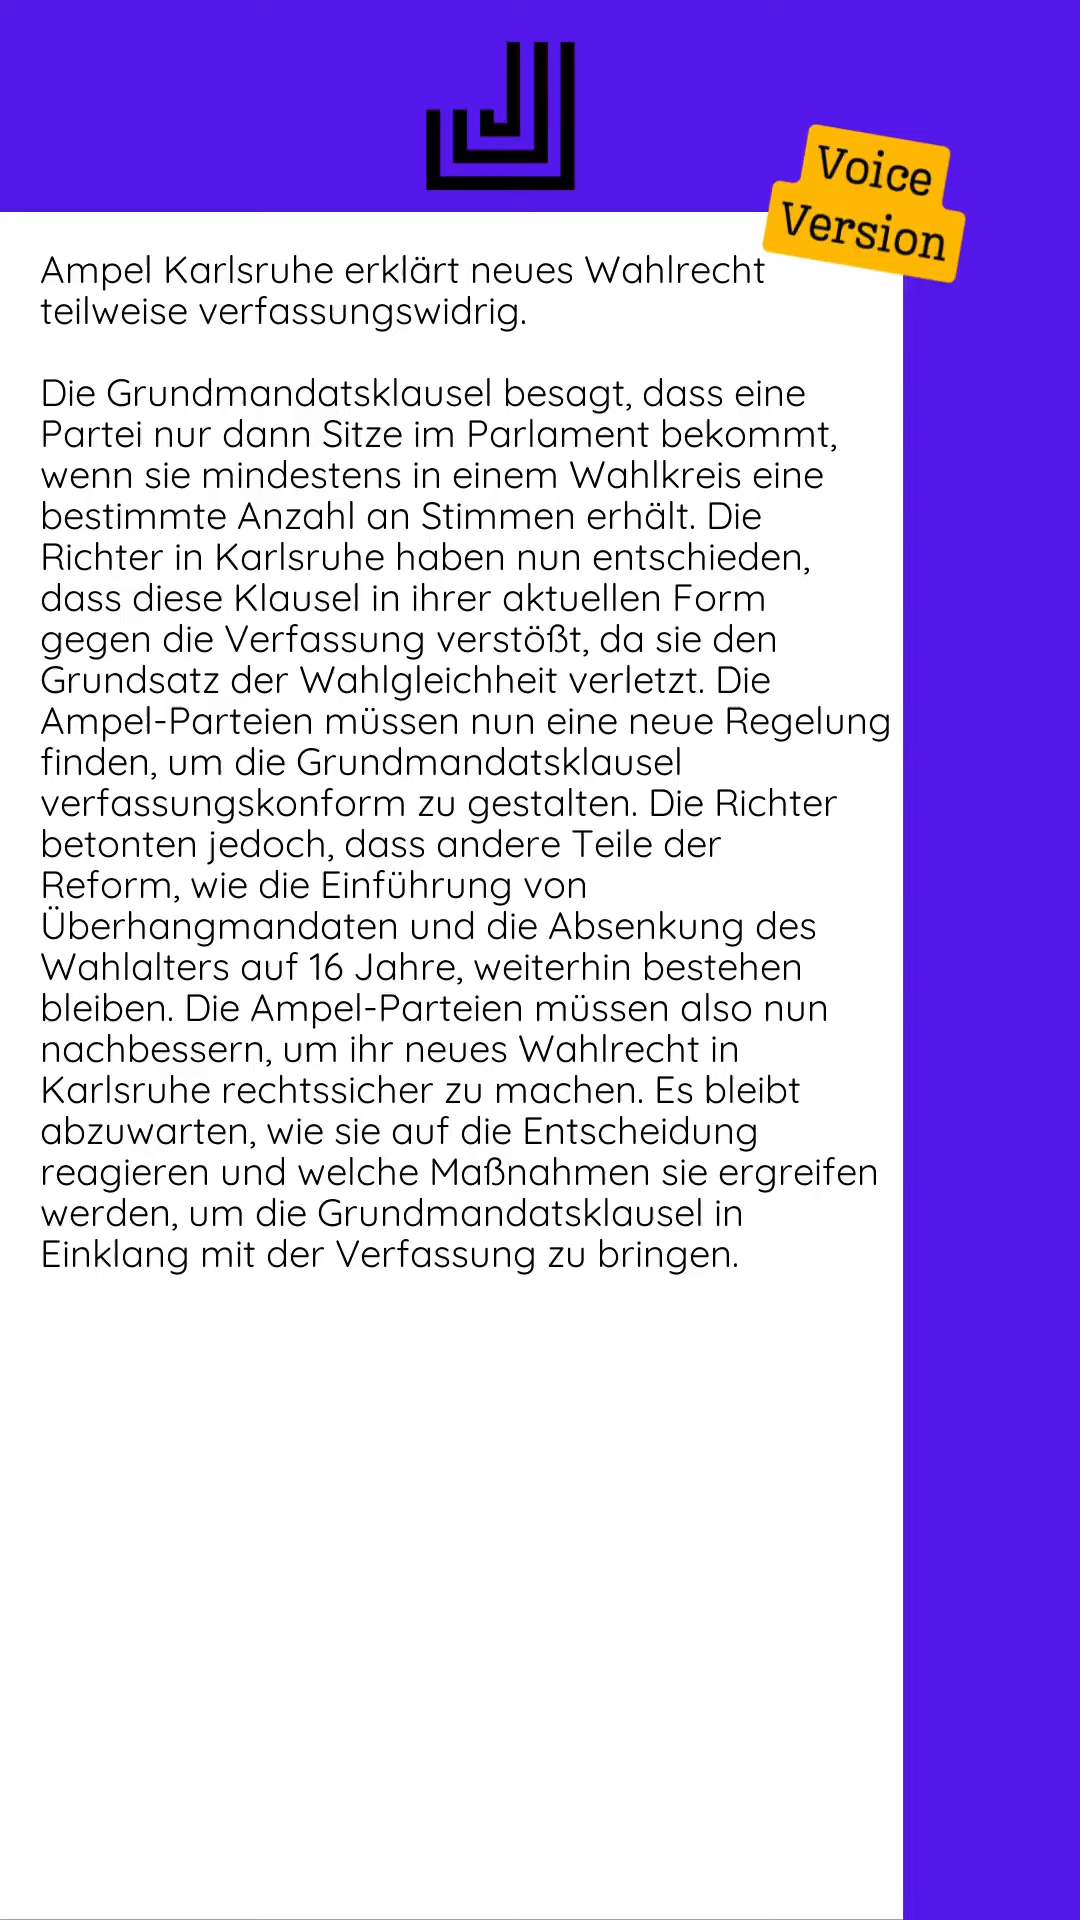 Voice
Version
Ampel Karlsruhe erklärt neues Wahlrecht
teilweise verfassungswidrig.
Die Grundmandatsklausel besagt, dass eine
Partei nur dann Sitze im Parlament bekommt,
wenn sie mindestens in einem Wahlkreis eine
bestimmte Anzahl an Stimmen erhält. Die
Richter in Karlsruhe haben nun entschieden,
dass diese Klausel in ihrer aktuellen Form
gegen die Verfassung verstößt, da sie den
Grundsatz der Wahlgleichheit verletzt. Die
Ampel-Parteien müssen nun eine neue Regelung
finden, um die Grundmandatsklausel
verfassungskonform zu gestalten. Die Richter
betonten jedoch, dass andere Teile der
Reform, wie die Einführung von
Überhangmandaten und die Absenkung des
Wahlalters auf 16 Jahre, weiterhin bestehen
bleiben. Die Ampel-Parteien müssen also nun
nachbessern, um ihr neues Wahlrecht in
Karlsruhe rechtssicher zu machen. Es bleibt
abzuwarten, wie sie auf die Entscheidung
reagieren und welche Maßnahmen sie ergreifen
werden, um die Grundmandatsklausel in
Einklang mit der Verfassung zu bringen.